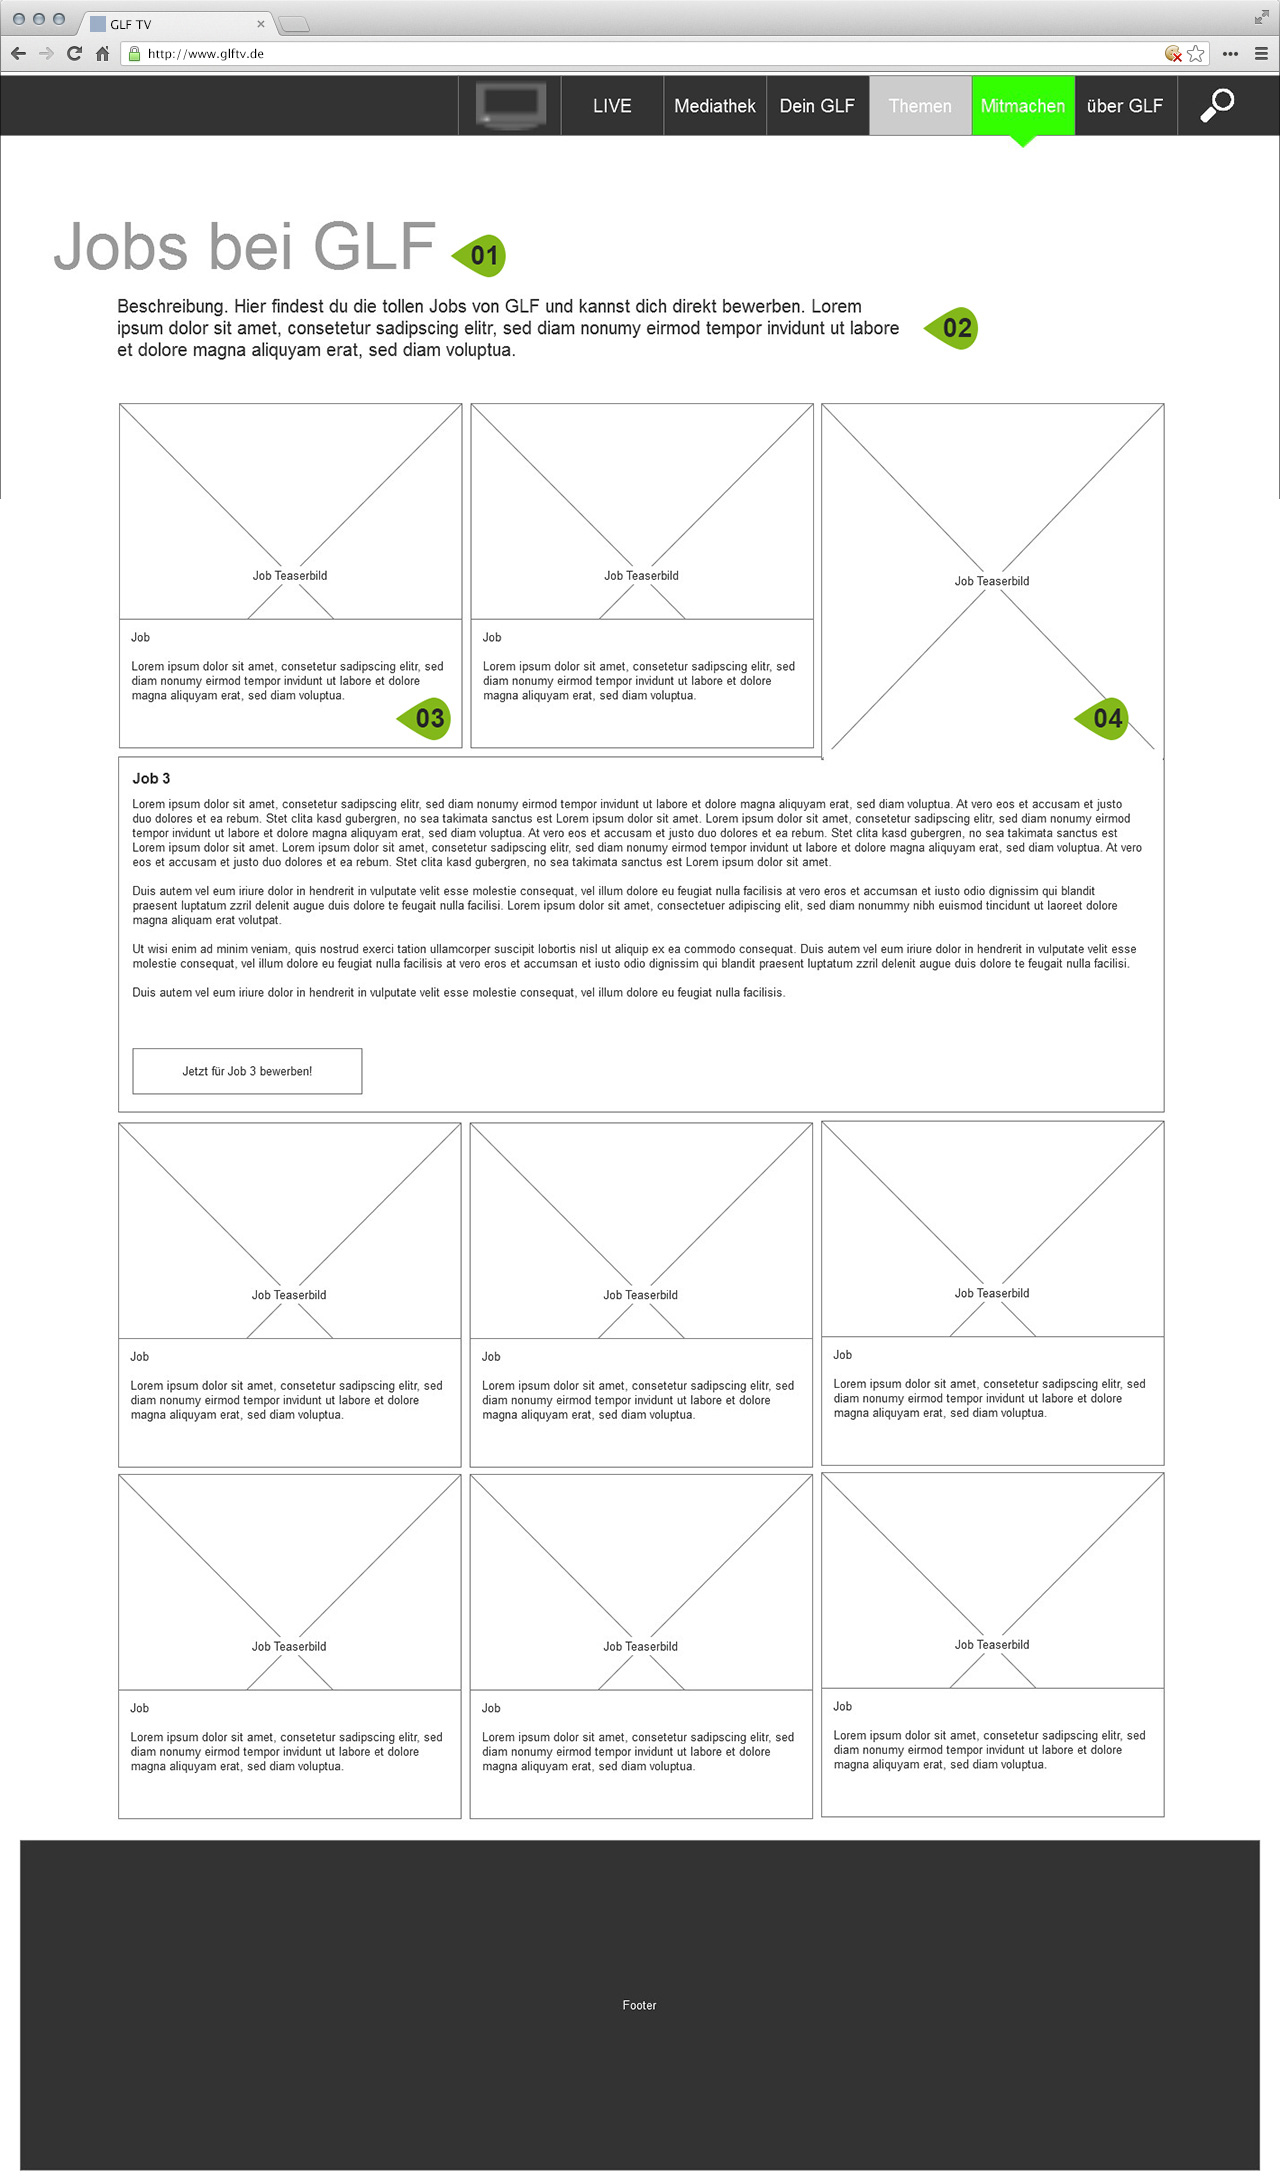 GLF TV
http://www.glftv.de
LIVE
Mediathek
Dein GLF
Themen
Mitmachen
über GLF
Jobs bei GLF
01
Beschreibung. Hier findest du die tollen Jobs von GLF und kannst dich direkt bewerben. Lorem
ipsum dolor sit amet, consetetur sadipscing elitr, sed diam nonumy eirmod tempor invidunt ut labore
et dolore magna aliquyam erat, sed diam voluptua.
02
Job Teaserbild
Job
Lorem ipsum dolor sit amet, consetetur sadipscing elitr, sed
diam nonumy eirmod tempor invidunt ut labore et dolore
magna aliquyam erat, sed diam voluptua.
03
Job Teaserbild
Job
Lorem ipsum dolor sit amet, consetetur sadipscing elitr, sed
diam nonumy eirmod tempor invidunt ut labore et dolore
magna aliquyam erat, sed diam voluptua.
Job Teaserbild
04
Job 3
Lorem ipsum dolor sit amet, consetetur sadipscing elitr, sed diam nonumy eirmod tempor invidunt ut labore et dolore magna aliquyam erat, sed diam voluptua. At vero eos et accusam et justo
duo dolores et ea rebum. Stet clita kasd gubergren, no sea takimata sanctus est Lorem ipsum dolor sit amet. Lorem ipsum dolor sit amet, consetetur sadipscing elitr, sed diam nonumy eirmod
tempor invidunt ut labore et dolore magna aliquyam erat, sed diam voluptua. At vero eos et accusam et justo duo dolores et ea rebum. Stet clita kasd gubergren, no sea takimata sanctus est
Lorem ipsum dolor sit amet. Lorem ipsum dolor sit amet, consetetur sadipscing elitr, sed diam nonumy eirmod tempor invidunt ut labore et dolore magna aliquyam erat, sed diam voluptua. At vero
eos et accusam et justo duo dolores et ea rebum. Stet clita kasd gubergren, no sea takimata sanctus est Lorem ipsum dolor sit amet.
Duis autem vel eum iriure dolor in hendrerit in vulputate velit esse molestie consequat, vel illum dolore eu feugiat nulla facilisis at vero eros et accumsan et iusto odio dignissim qui blandit
praesent luptatum zzril delenit augue duis dolore te feugait nulla facilisi. Lorem ipsum dolor sit amet, consectetuer adipiscing elit, sed diam nonummy nibh euismod tincidunt ut laoreet dolore
magna aliquam erat volutpat.
Ut wisi enim ad minim veniam, quis nostrud exerci tation ullamcorper suscipit lobortis nisl ut aliquip ex ea commodo consequat. Duis autem vel eum iriure dolor in hendrerit in vulputate velit esse
molestie consequat, vel illum dolore eu feugiat nulla facilisis at vero eros et accumsan et iusto odio dignissim qui blandit praesent luptatum zzril delenit augue duis dolore te feugait nulla facilisi.
Duis autem vel eum iriure dolor in hendrerit in vulputate velit esse molestie consequat, vel illum dolore eu feugiat nulla facilisis.
Jetzt für Job 3 bewerben!
Job Teaserbild
Job
Lorem ipsum dolor sit amet, consetetur sadipscing elitr, sed
diam nonumy eirmod tempor invidunt ut labore et dolore
magna aliquyam erat, sed diam voluptua.
Job Teaserbild
Job
Lorem ipsum dolor sit amet, consetetur sadipscing elitr, sed
diam nonumy eirmod tempor invidunt ut labore et dolore
magna aliquyam erat, sed diam voluptua.
Job Teaserbild
Job
Lorem ipsum dolor sit amet, consetetur sadipscing elitr, sed
diam nonumy eirmod tempor invidunt ut labore et dolore
magna aliquyam erat, sed diam voluptua.
Job Teaserbild
Job
Lorem ipsum dolor sit amet, consetetur sadipscing elitr, sed
diam nonumy eirmod tempor invidunt ut labore et dolore
magna aliquyam erat, sed diam voluptua.
Job Teaserbild
Job
Lorem ipsum dolor sit amet, consetetur sadipscing elitr, sed
diam nonumy eirmod tempor invidunt ut labore et dolore
magna aliquyam erat, sed diam voluptua.
Job Teaserbild
Job
Lorem ipsum dolor sit amet, consetetur sadipscing elitr, sed
diam nonumy eirmod tempor invidunt ut labore et dolore
magna aliquyam erat, sed diam voluptua.
Footer